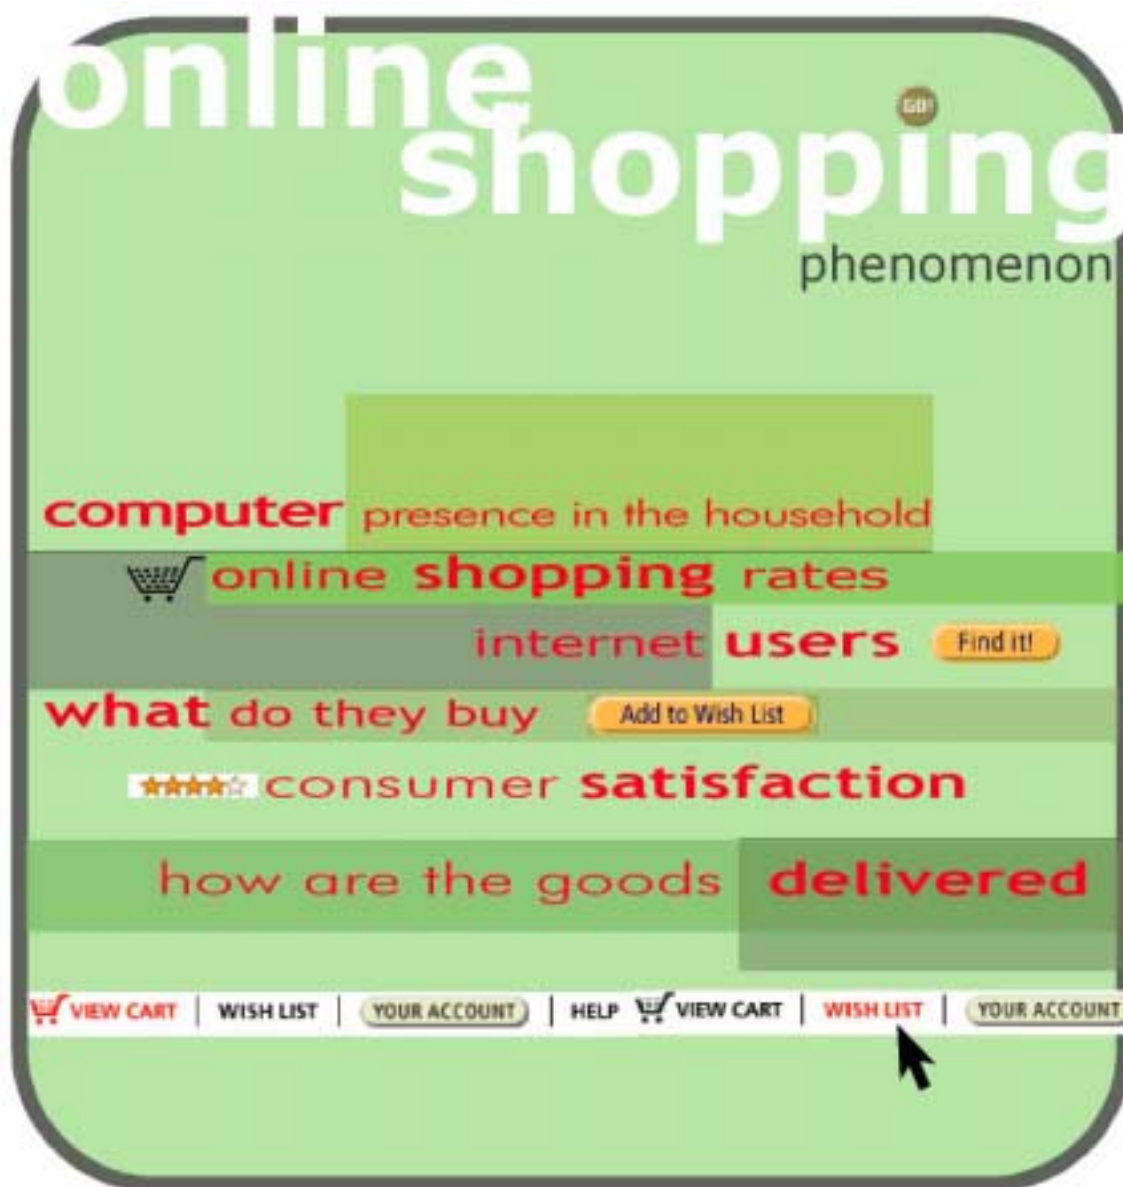 online
GO!
shopping
phenomenon
computer presence in the household
online shopping rates
internet users Find it!
what do they buy Add to Wish List
consumer satisfaction
how are the goods delivered
VIEW CART | WISH LIST | YOUR ACCOUNT | HELP VIEW CART | WISH LIST | YOUR ACCOUNT